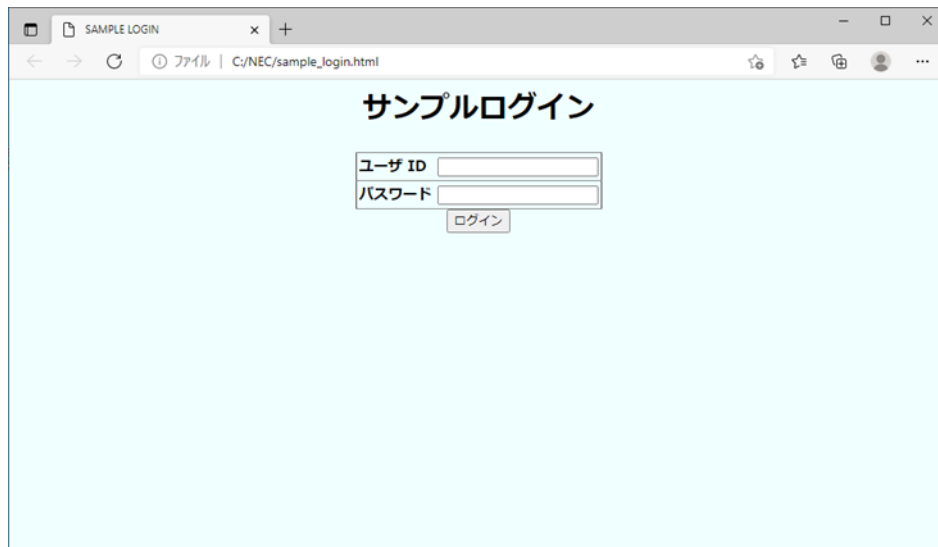 SAMPLE LOGIN
ファイル | C:/NEC/sample_login.html
サンプルログイン
ユーザ ID
パスワード
ログイン